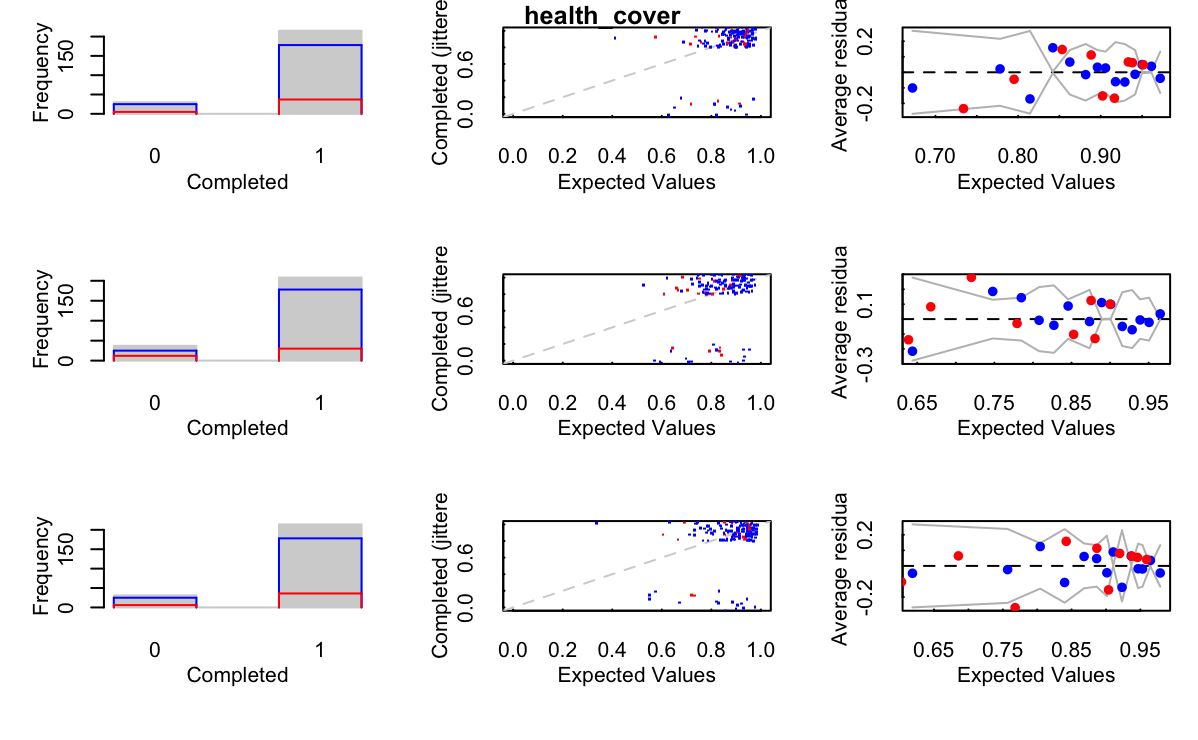 health_cover
Frequency
0 150
0 1
Completed
Completed (jittere
0.0 0.6
0.0 0.2 0.4 0.6 0.8 1.0
Expected Values
Average residua
-0.2 0.2
0.70 0.80 0.90
Expected Values
Frequency
0 150
0 1
Completed
Completed (jittere
0.0 0.6
0.0 0.2 0.4 0.6 0.8 1.0
Expected Values
Average residua
-0.3 0.1
0.65 0.75 0.85 0.95
Expected Values
Frequency
0 150
0 1
Completed
Completed (jittere
0.0 0.6
0.0 0.2 0.4 0.6 0.8 1.0
Expected Values
Average residua
-0.2 0.2
0.65 0.75 0.85 0.95
Expected Values